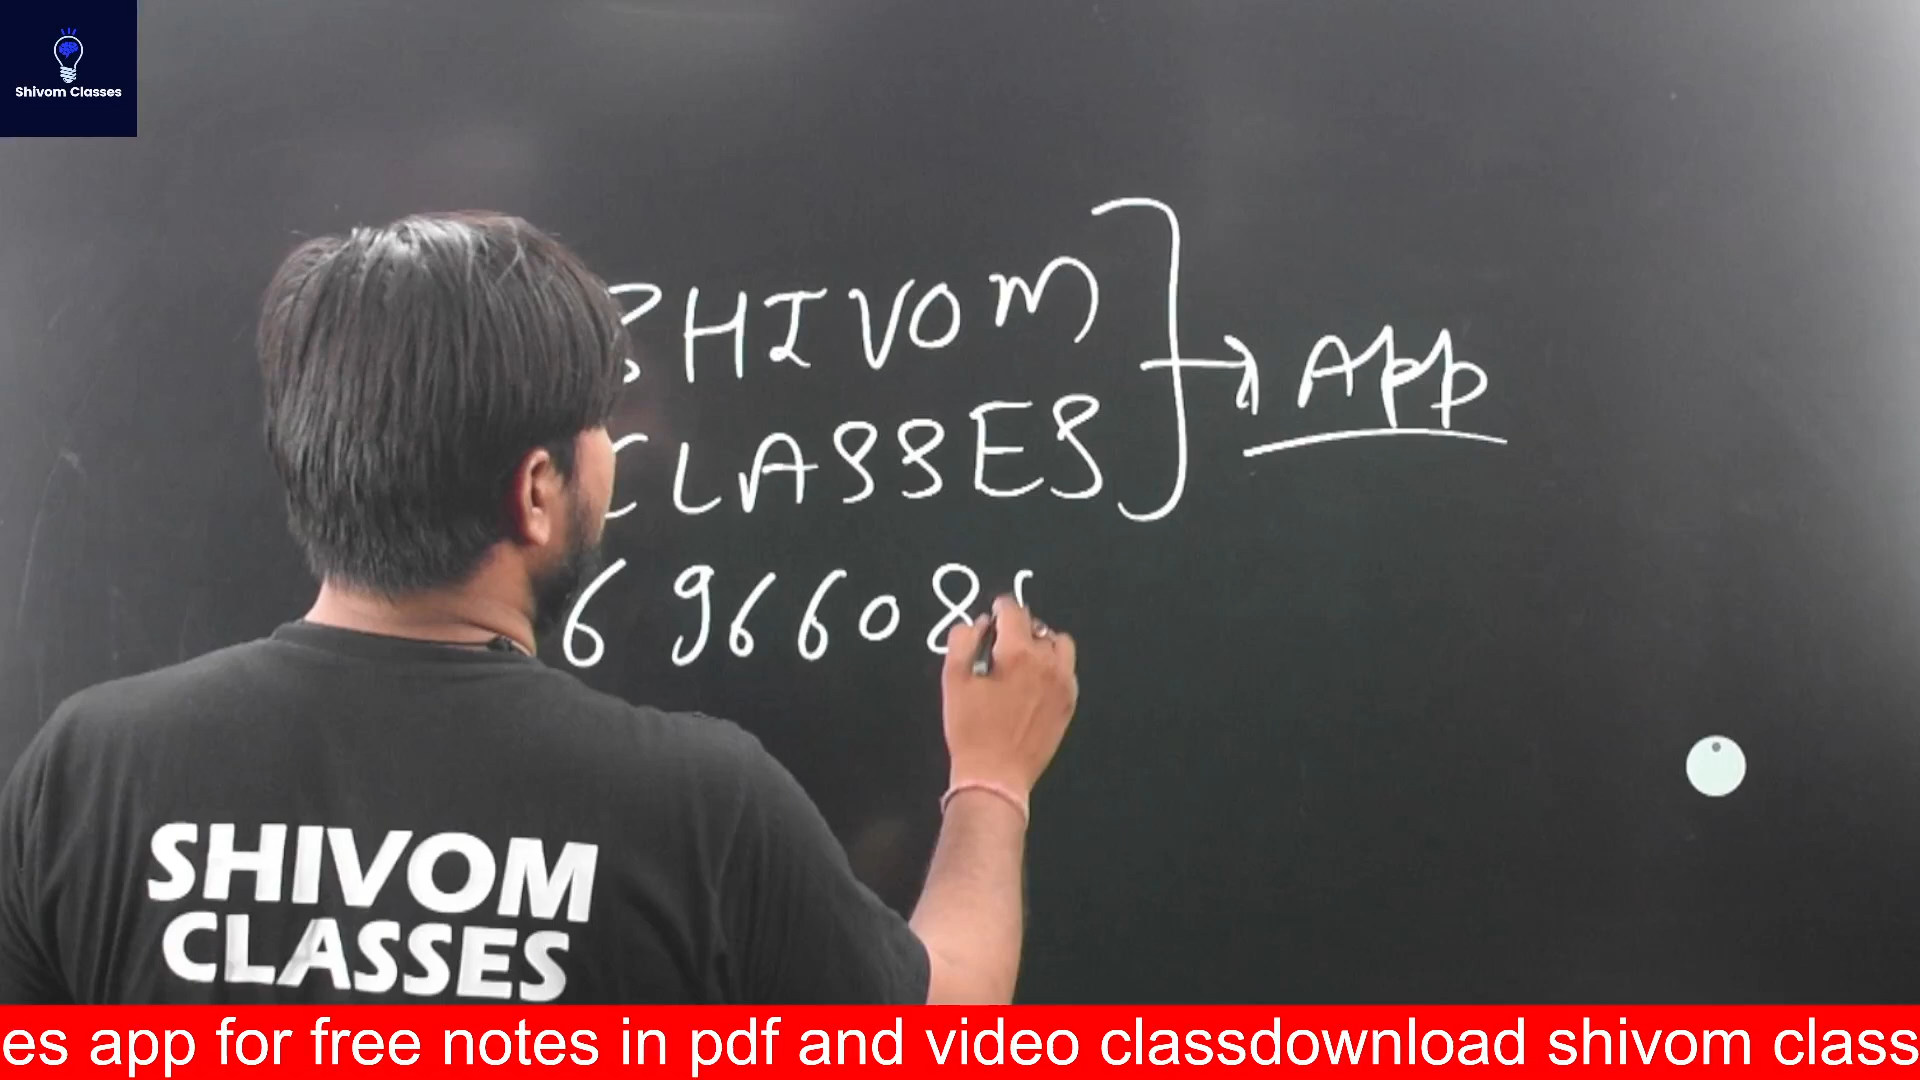 Shivom Classes
SHIVOM
CLASSES
App
696608
SHIVOM
CLASSES
es app for free notes in pdf and video classdownload shivom class